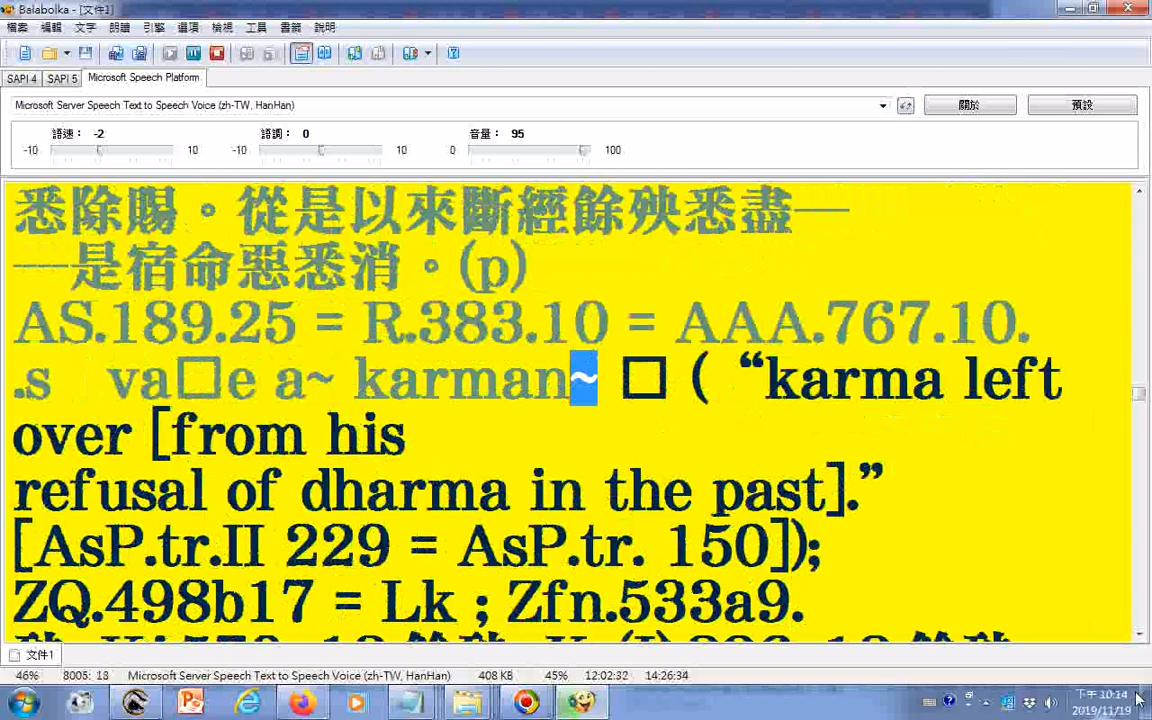 Balabolka - [文件1]
檔案 編輯 文字 朗讀 引擎 選項 檢視 工具 書籤 說明
SAPI 4 SAPI 5 Microsoft Speech Platform
Microsoft Server Speech Text to Speech Voice (zh-TW, HanHan) 關於 預設
語速： -2 語調： 0 音量： 95
-10 10 -10 10 0 100
悉除賜。從是以來斷經餘殃悉盡—
—是宿命惡悉消。(p)
AS.189.25 = R.383.10 = AAA.767.10.
.s va□e a~ karman~ □ ( “karma left
over [from his
refusal of dharma in the past].”
[AsP.tr.II 229 = AsP.tr. 150]);
ZQ.498b17 = Lk ; Zfn.533a9.
文件1
46% 8005: 18 Microsoft Server Speech Text to Speech Voice (zh-TW, HanHan) 408 KB 45% 12:02:32 14:26:34
下午 10:14
2019/11/19